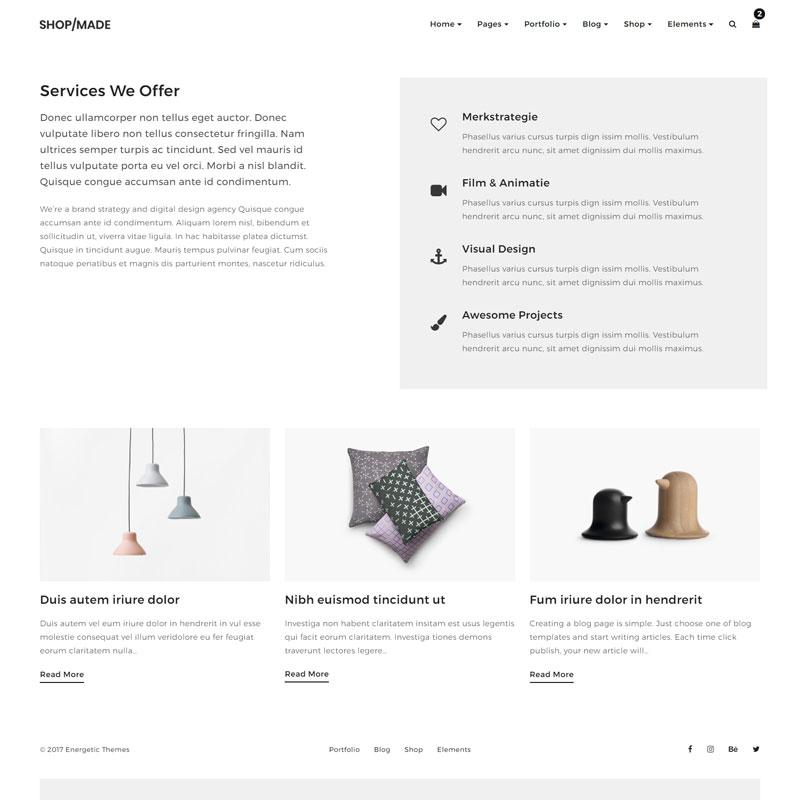 SHOP/MADE
Home Pages Portfolio Blog Shop Elements 2
Services We Offer
Donec ullamcorper non tellus eget auctor. Donec
vulputate libero non tellus consectetur fringilla. Nam
ultrices semper turpis ac tincidunt. Sed vel mauris id
tellus vulputate porta eu vel orci. Morbi a nisl blandit.
Quisque congue accumsan ante id condimentum.
We're a brand strategy and digital design agency Quisque congue
accumsan ante id condimentum. Aliquam lorem nisl, bibendum et
sollicitudin ut, viverra vitae ligula. In hac habitasse platea dictumst.
Quisque in tincidunt augue. Mauris tempus pulvinar feugiat. Cum sociis
natoque penatibus et magnis dis parturient montes, nascetur ridiculus.
Merkstrategie
Phasellus varius cursus turpis dign issim mollis. Vestibulum
hendrerit arcu nunc, sit amet dignissim dui mollis maximus.
Film & Animatie
Phasellus varius cursus turpis dign issim mollis. Vestibulum
hendrerit arcu nunc, sit amet dignissim dui mollis maximus.
Visual Design
Phasellus varius cursus turpis dign issim mollis. Vestibulum
hendrerit arcu nunc, sit amet dignissim dui mollis maximus.
Awesome Projects
Phasellus varius cursus turpis dign issim mollis. Vestibulum
hendrerit arcu nunc, sit amet dignissim dui mollis maximus.
Duis autem iriure dolor
Duis autem vel eum iriure dolor in hendrerit in vul esse
molestie consequat vel illum veridolore eu fer feugiat
eorum claritatem nulla...
Read More
Nibh euismod tincidunt ut
Investiga non habent claritatem insitam est usus legentis
qui facit eorum claritatem. Investiga tiones demons
traverunt lectores legere...
Read More
Fum iriure dolor in hendrerit
Creating a blog page is simple. Just choose one of blog
templates and start writing articles. Each time click
publish, your new article will...
Read More
© 2017 Energetic Themes
Portfolio Blog Shop Elements
Bē